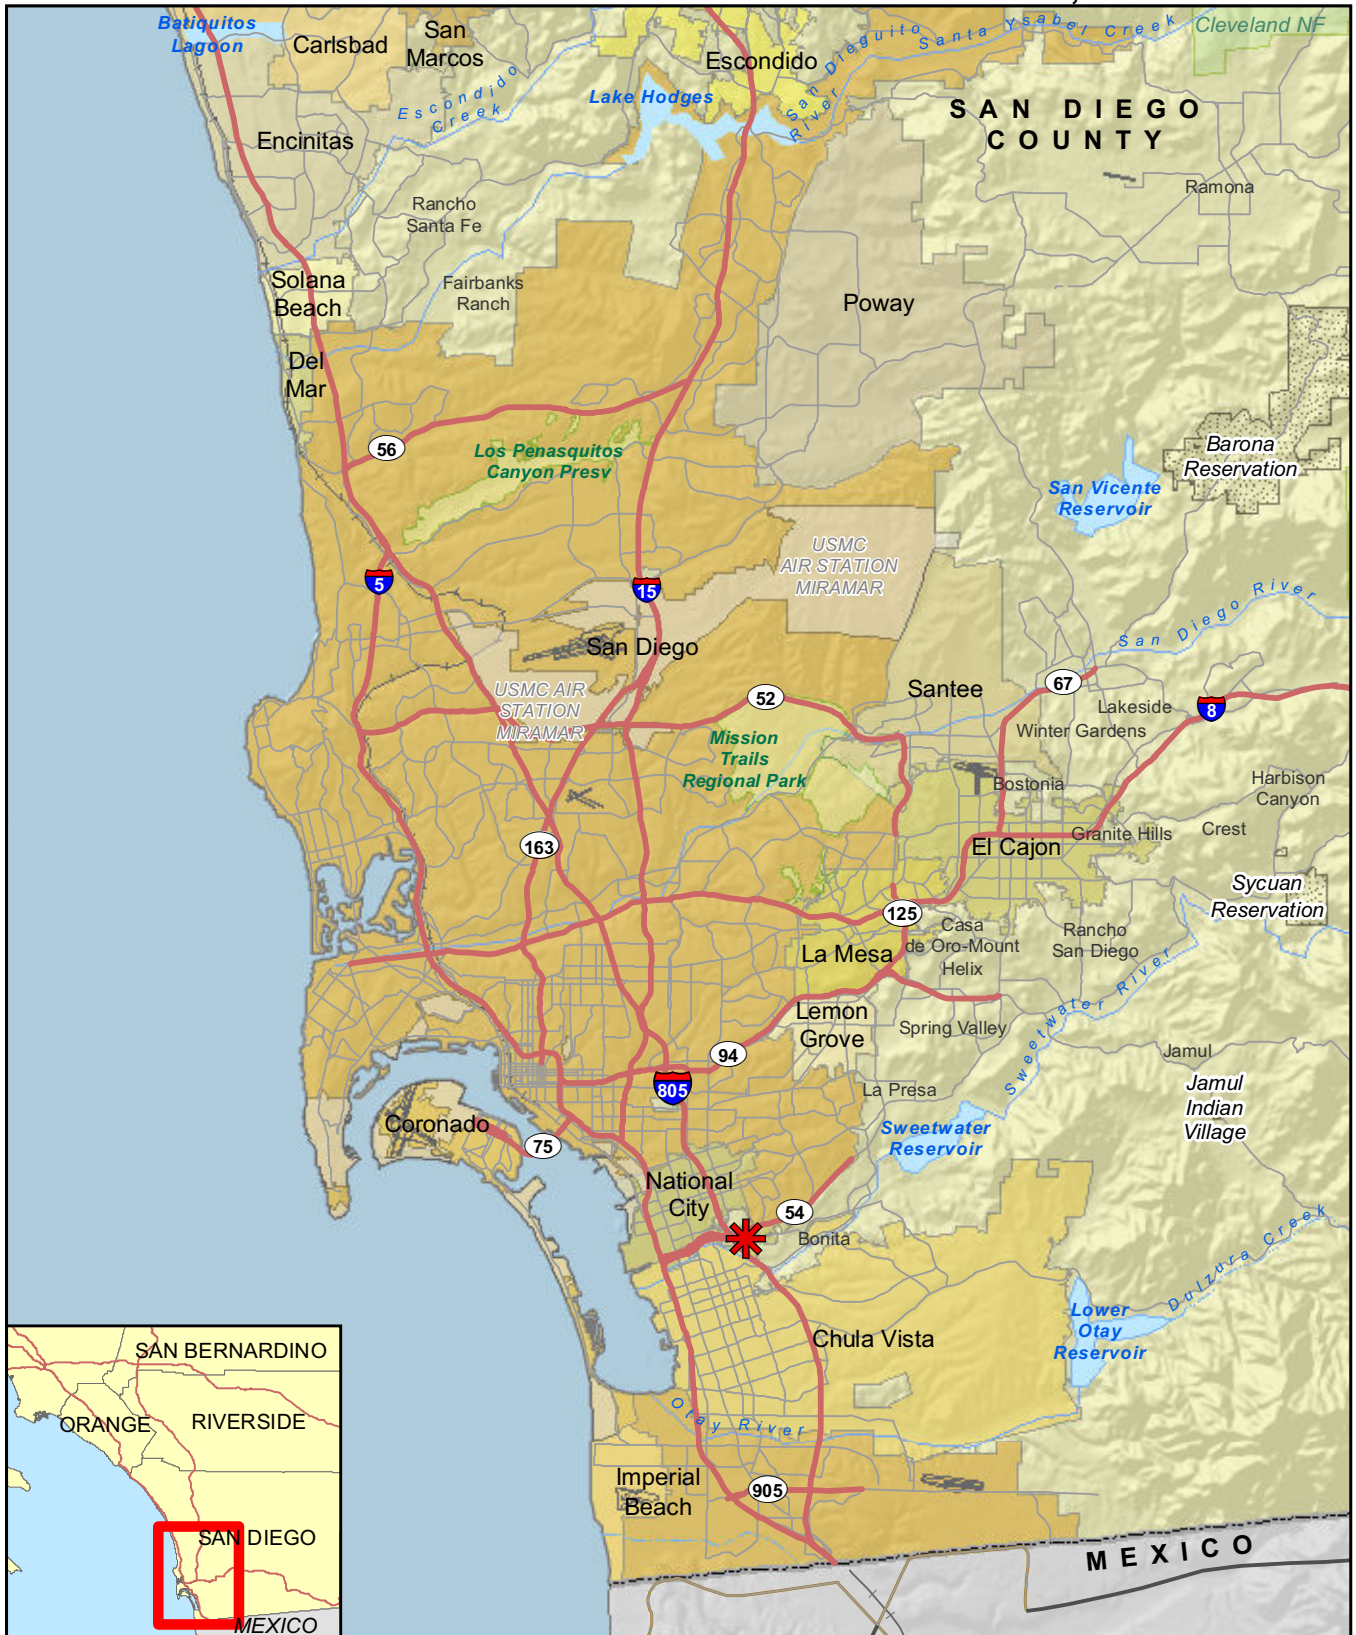 Batiquitos
Lagoon
Carlsbad
San
Marcos
Escondido
San Dieguito
River
Santa Ysabel Creek
Cleveland NF
Escondido
Creek
Lake Hodges
SAN DIEGO
COUNTY
Encinitas
Ramona
Rancho
Santa Fe
Solana
Beach
Fairbanks
Ranch
Poway
Del
Mar
56
Los Penasquitos
Canyon Presv
Barona
Reservation
San Vicente
Reservoir
USMC
AIR STATION
MIRAMAR
5
15
San Diego River
San Diego
USMC AIR
STATION
MIRAMAR
52
Santee
67
Lakeside
8
Winter Gardens
Mission
Trails
Regional Park
Bostonia
Harbison
Canyon
163
Granite Hills
Crest
El Cajon
Sycuan
Reservation
125
Casa
de Oro-Mount
Helix
Rancho
San Diego
La Mesa
Sweetwater River
Lemon
Grove
Spring Valley
94
Jamul
805
La Presa
Jamul
Indian
Village
Coronado
75
Sweetwater
Reservoir
National
City
54
Bonita
Dulzura Creek
Lower
Otay
Reservoir
Chula Vista
Otay River
Imperial
Beach
905
MEXICO
SAN BERNARDINO
ORANGE
RIVERSIDE
SAN DIEGO
MEXICO